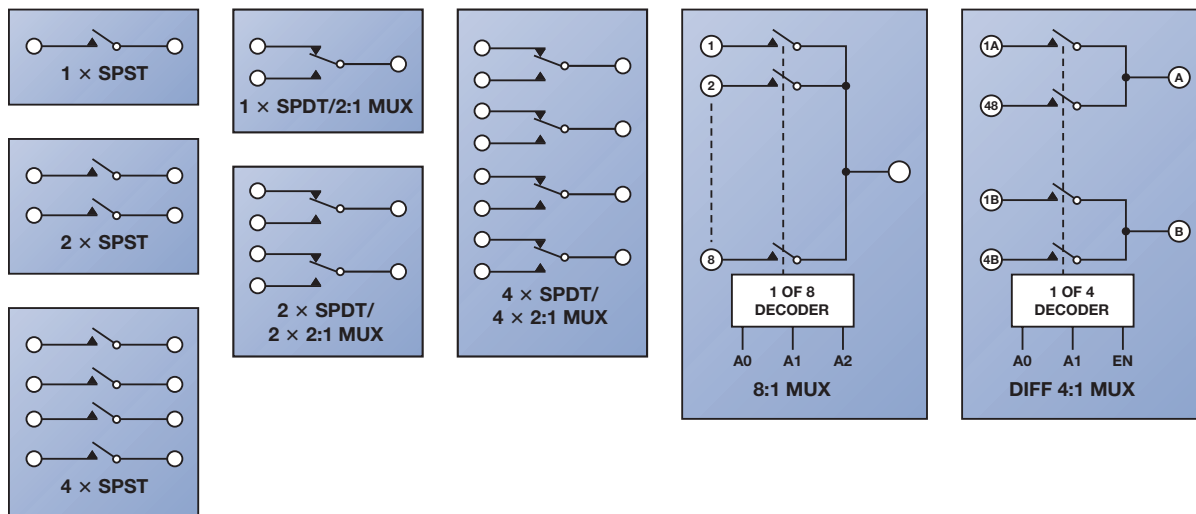 1 × SPST
2 × SPST
4 × SPST
1 × SPDT/2:1 MUX
2 × SPDT/
2 × 2:1 MUX
4 × SPDT/
4 × 2:1 MUX
1
2
8
1 OF 8
DECODER
A0 A1 A2
8:1 MUX
1A
A
48
1B
B
4B
1 OF 4
DECODER
A0 A1 EN
DIFF 4:1 MUX